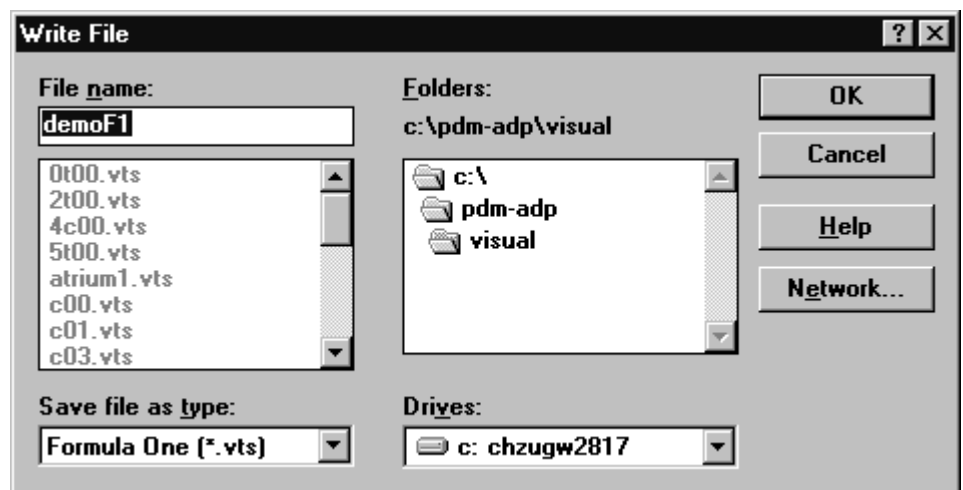 Write File
File name:
demoF1
0t00.vts
2t00.vts
4c00.vts
5t00.vts
atrium1.vts
c00.vts
c01.vts
c03.vts
Save file as type:
Formula One (*.vts)
Folders:
c:\pdm-adp\visual
c:\
pdm-adp
visual
Drives:
c: chzugw2817
OK
Cancel
Help
Network...